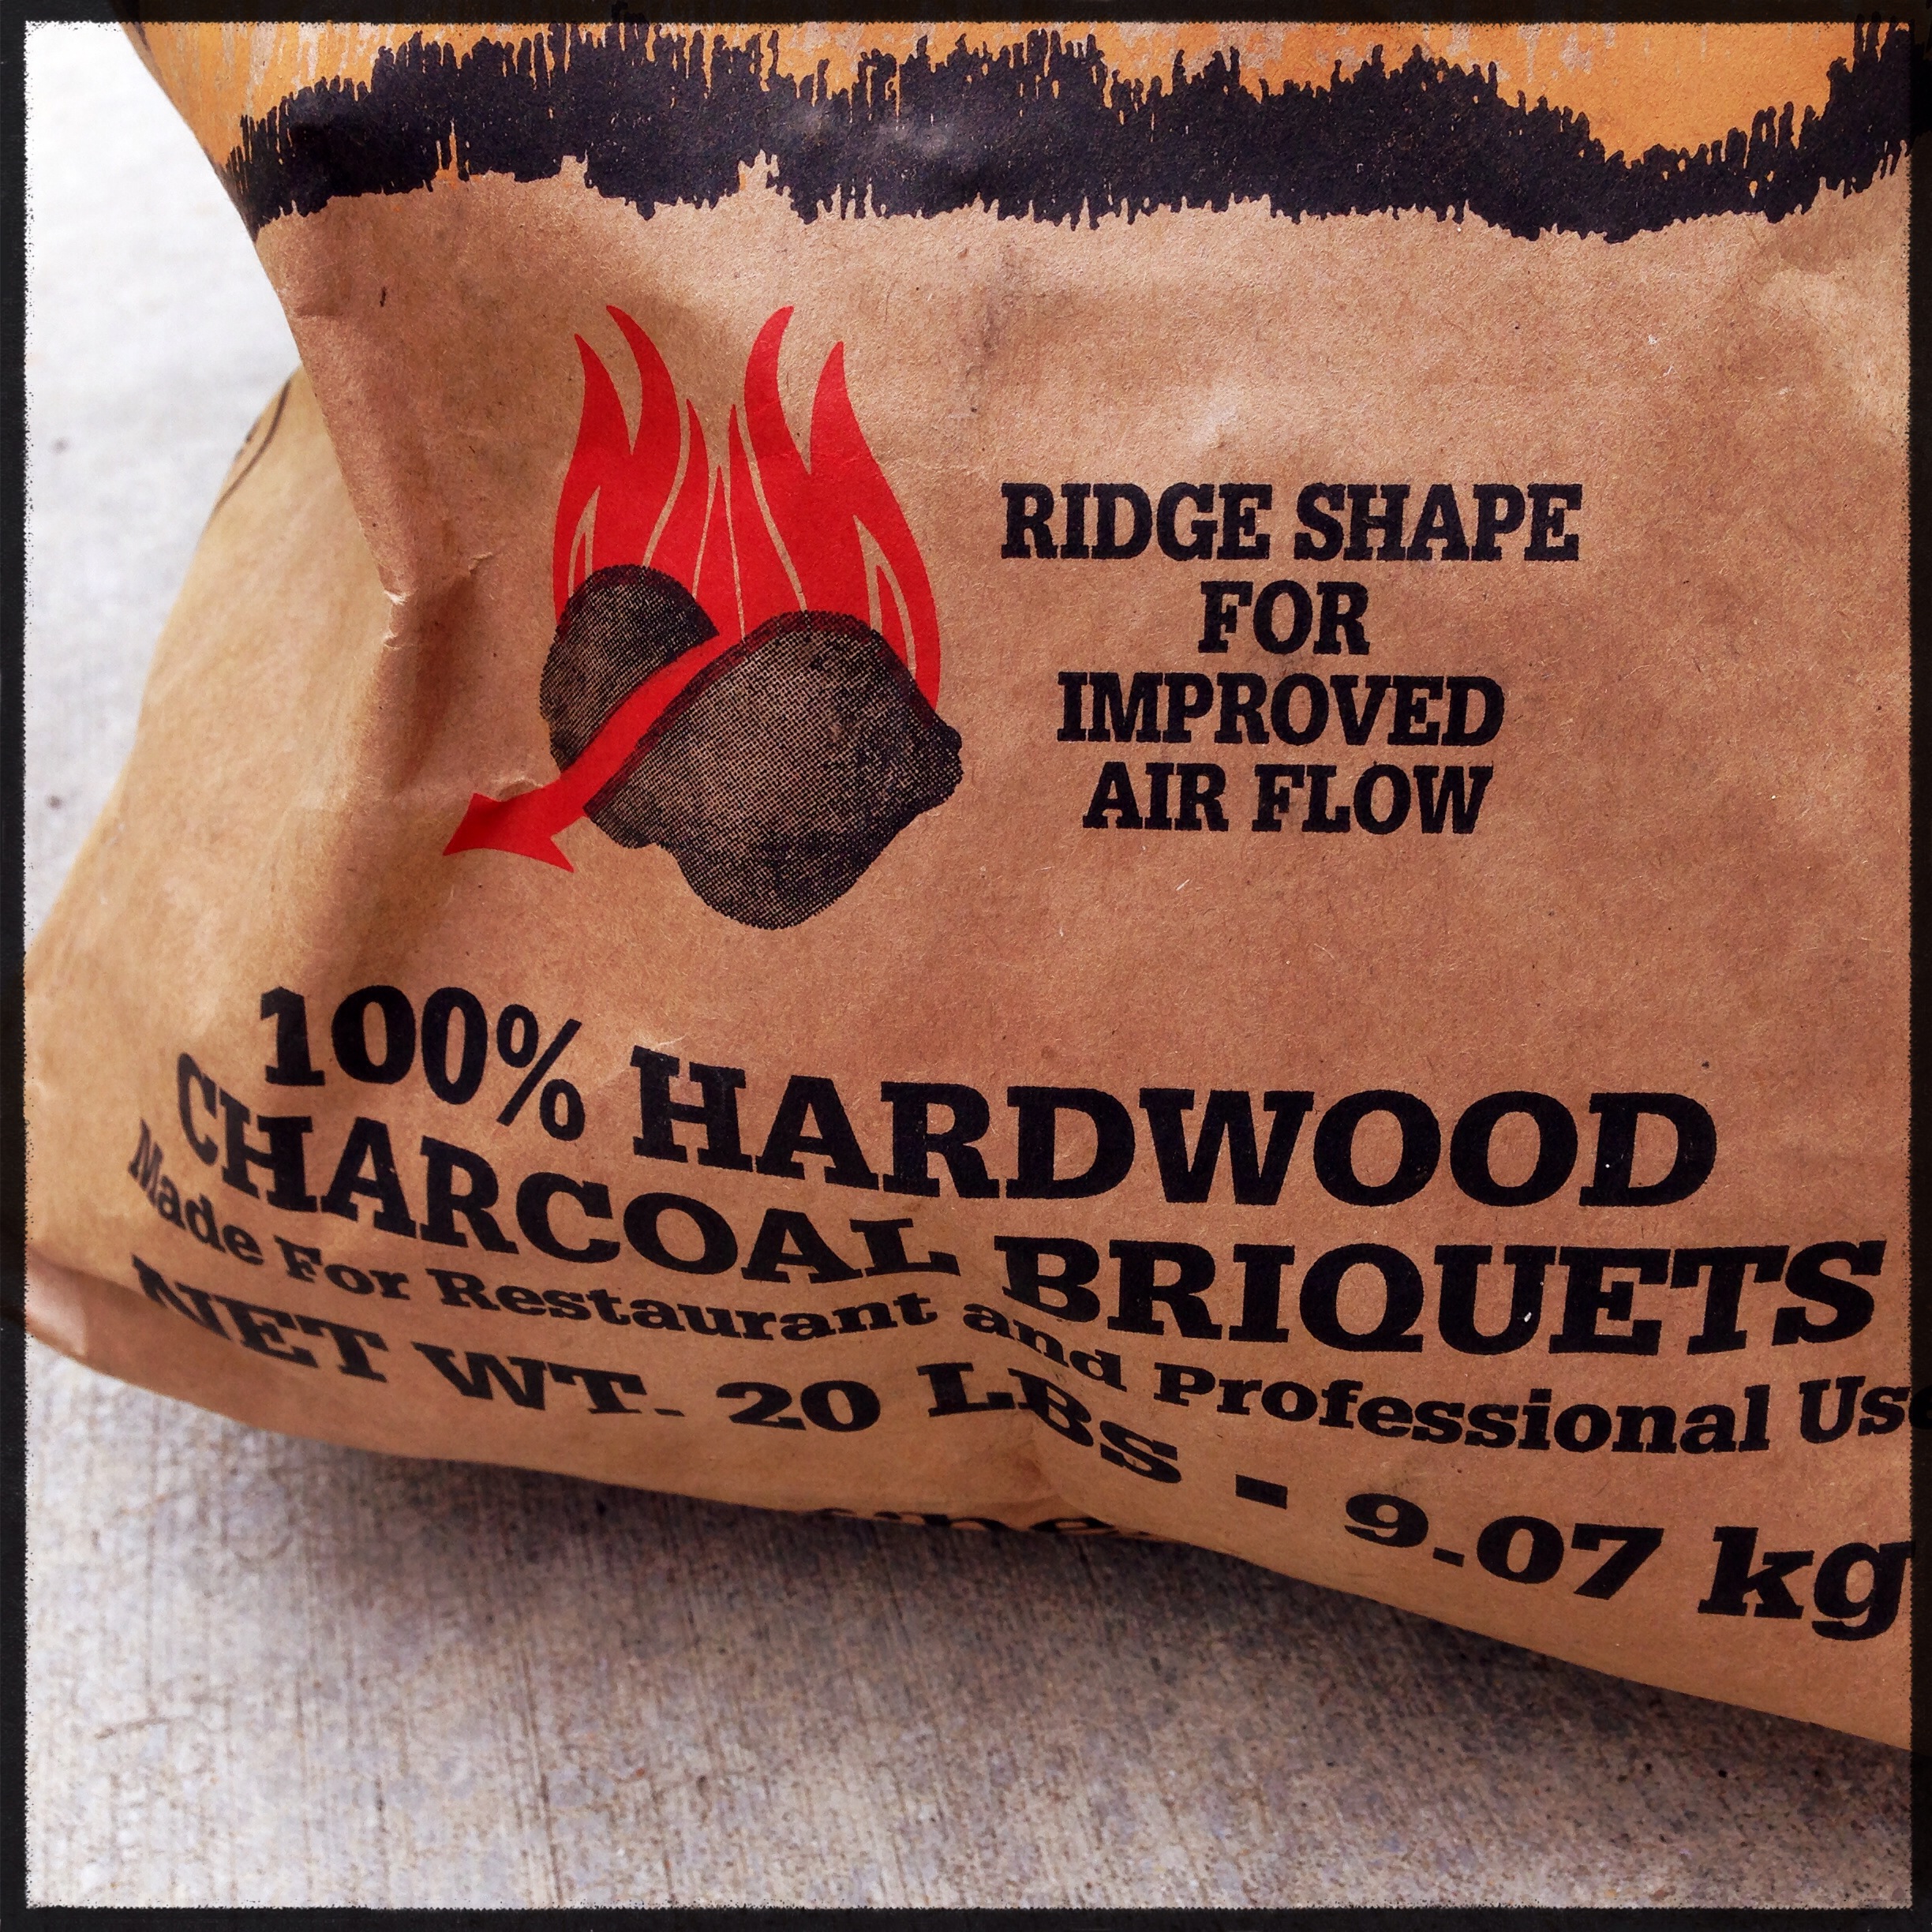 RIDGE SHAPE
FOR
IMPROVED
AIR FLOW
100% HARDWOOD
CHARCOAL BRIQUETS
Made For Restaurant and Professional Use
NET WT. 20 LBS - 9.07 kg